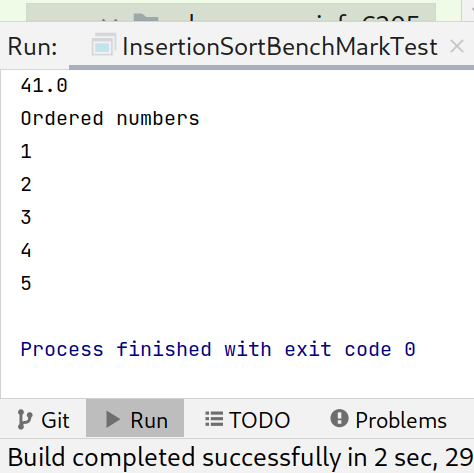 Run: InsertionSortBenchMarkTest
41.0
Ordered numbers
1
2
3
4
5
Process finished with exit code 0
Git Run TODO Problems
Build completed successfully in 2 sec, 29